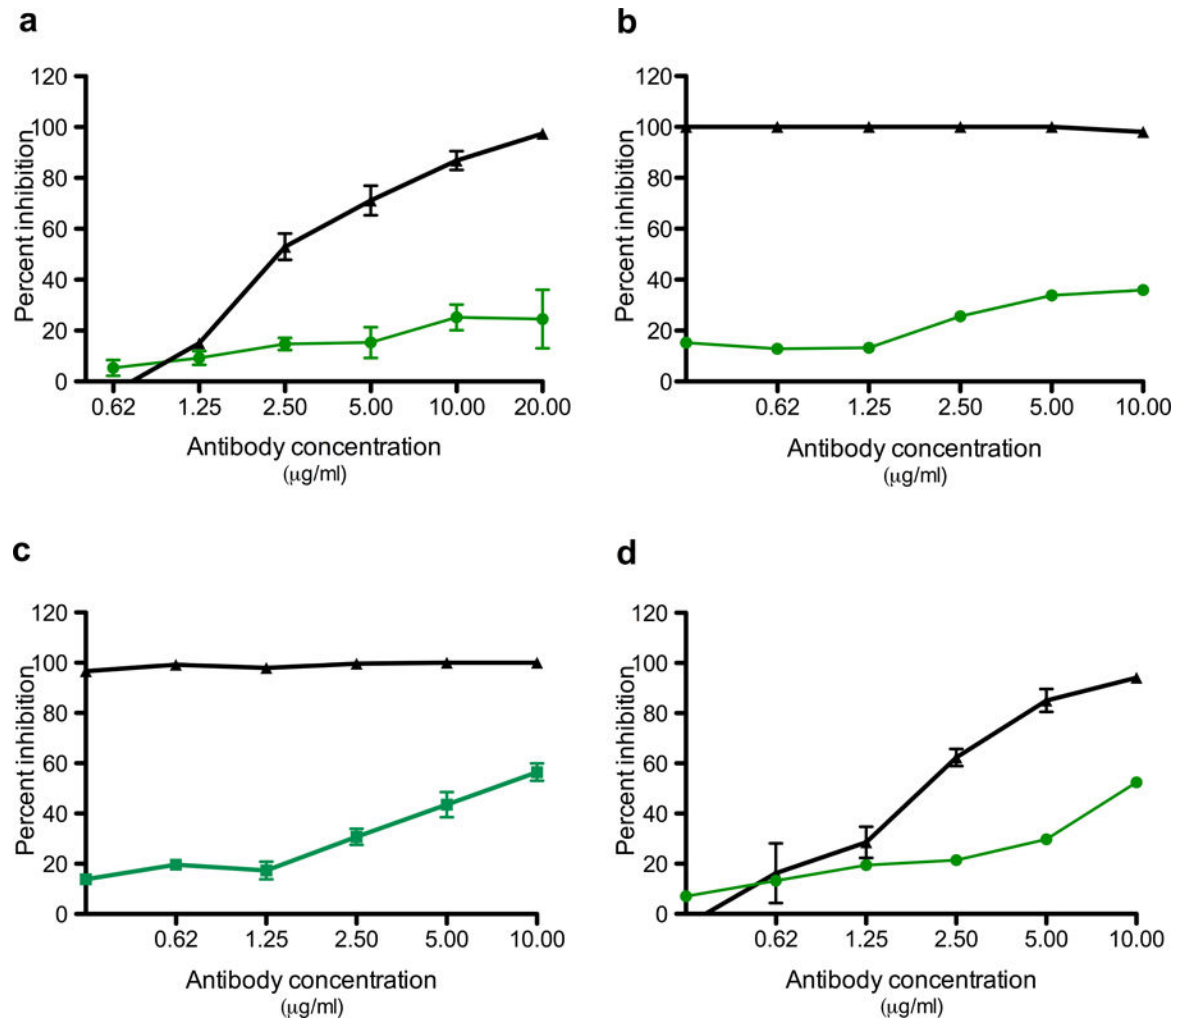 a
120
100
80
60
40
20
0
Percent inhibition
0.62 1.25 2.50 5.00 10.00 20.00
Antibody concentration
(μg/ml)
b
120
100
80
60
40
20
0
Percent inhibition
0.62 1.25 2.50 5.00 10.00
Antibody concentration
(μg/ml)
c
120
100
80
60
40
20
0
Percent inhibition
0.62 1.25 2.50 5.00 10.00
Antibody concentration
(μg/ml)
d
120
100
80
60
40
20
0
Percent inhibition
0.62 1.25 2.50 5.00 10.00
Antibody concentration
(μg/ml)